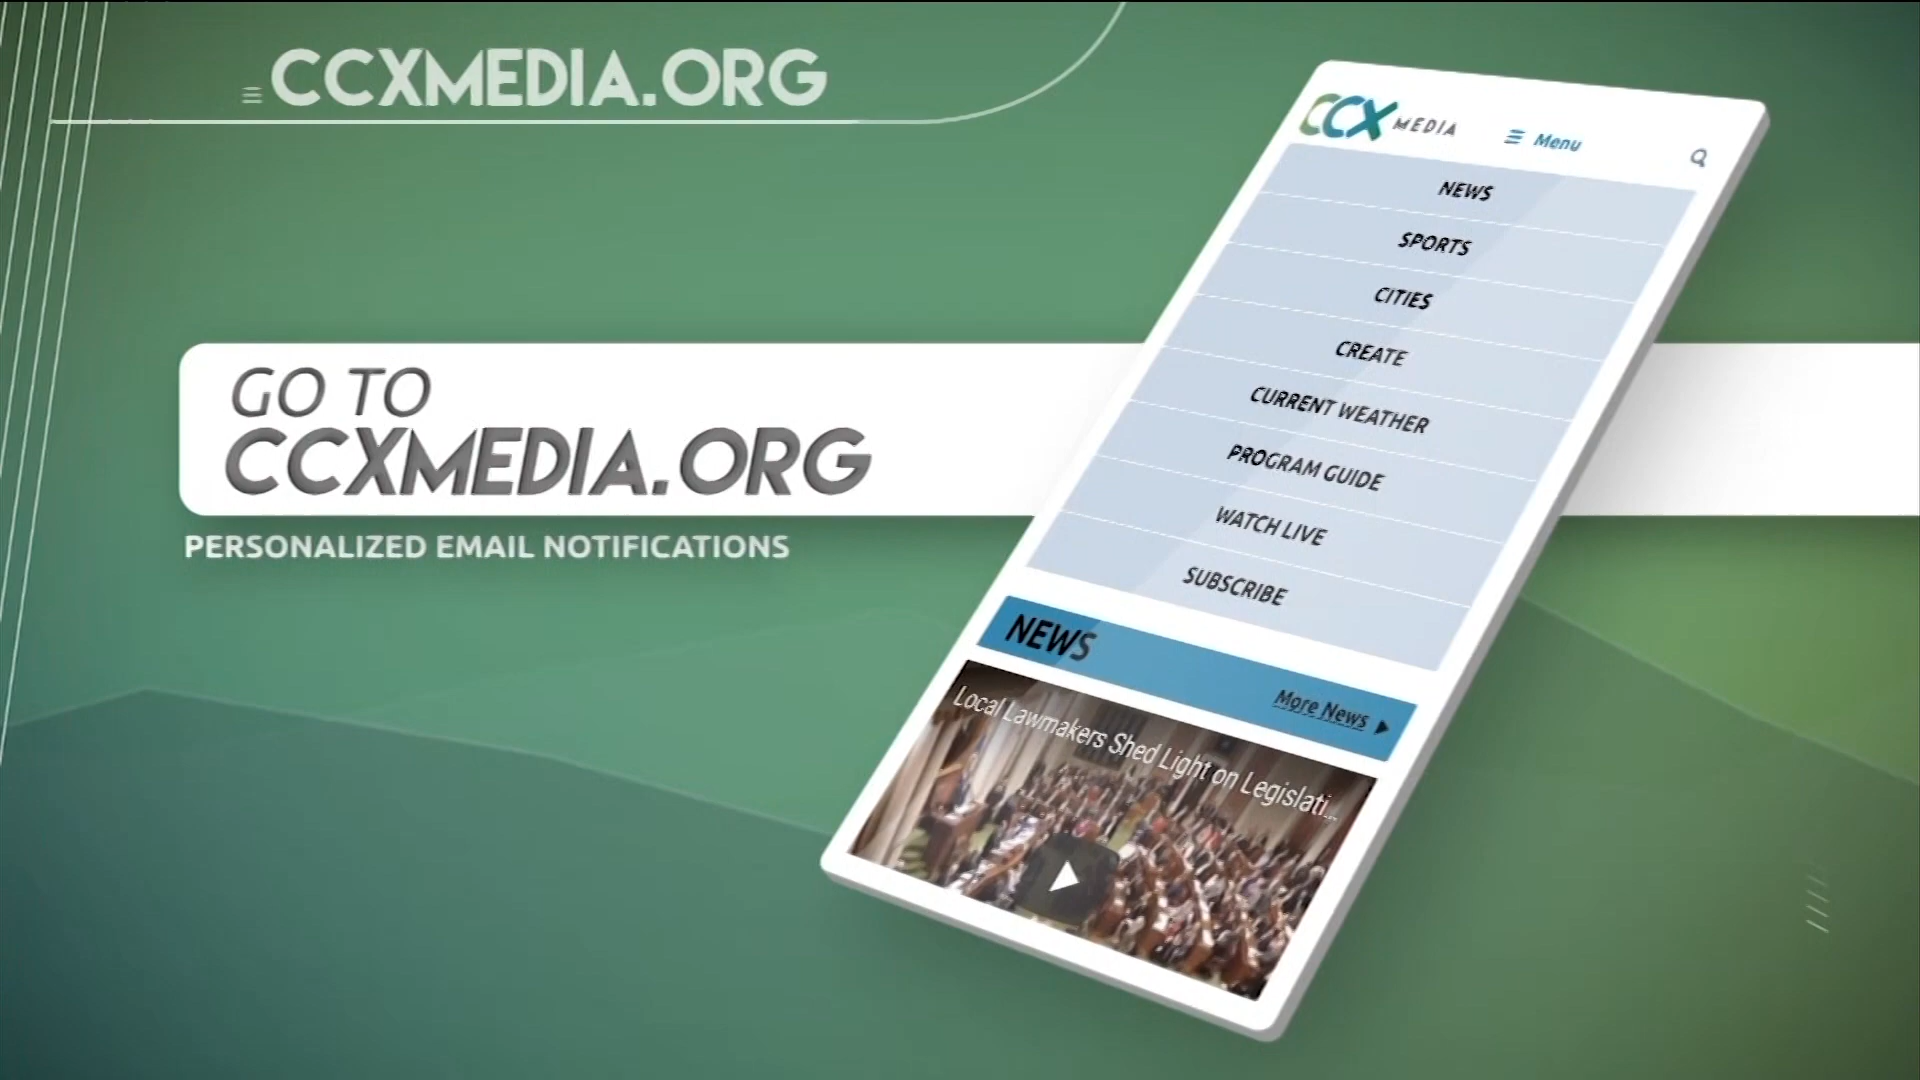 CCXMEDIA.ORG
GO TO
CCXMEDIA.ORG
PERSONALIZED EMAIL NOTIFICATIONS
CCX MEDIA
Menu
NEWS
SPORTS
CITIES
CREATE
CURRENT WEATHER
PROGRAM GUIDE
WATCH LIVE
SUBSCRIBE
NEWS
More News
Local Lawmakers Shed Light on Legislati...